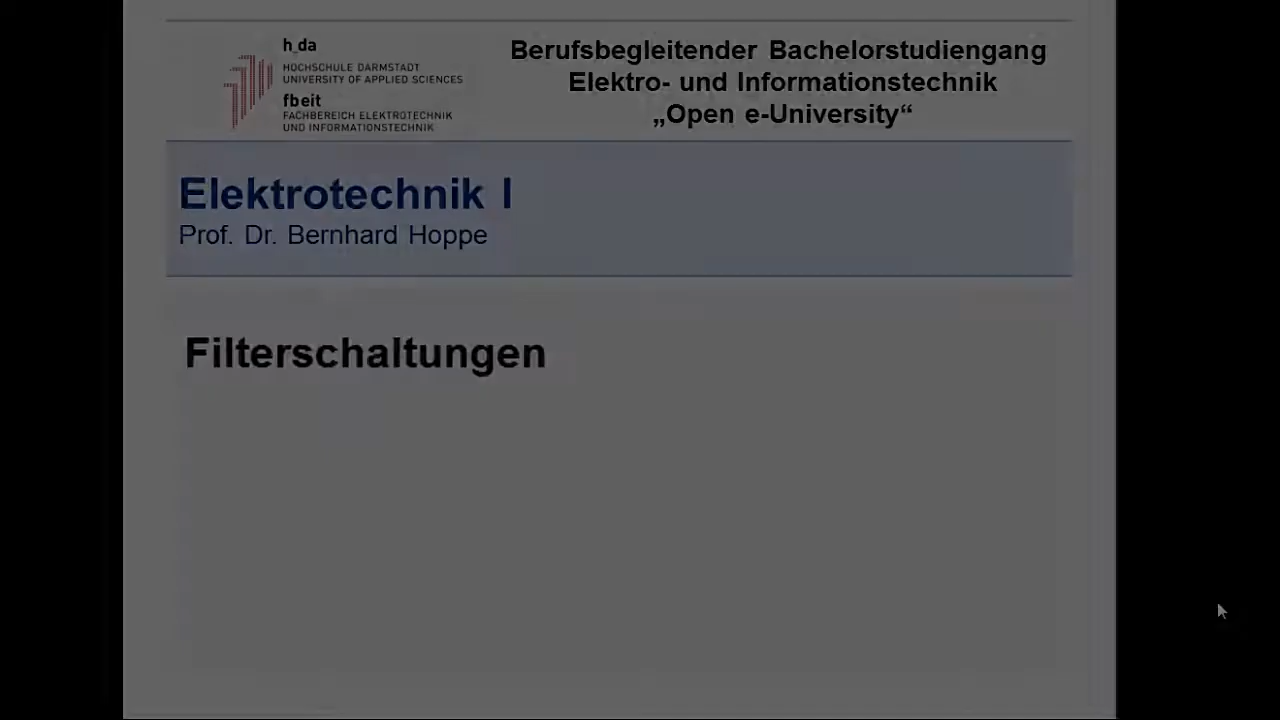 h_da
HOCHSCHULE DARMSTADT
UNIVERSITY OF APPLIED SCIENCES
fbeit
FACHBEREICH ELEKTROTECHNIK
UND INFORMATIONSTECHNIK
Berufsbegleitender Bachelorstudiengang
Elektro- und Informationstechnik
„Open e-University“
Elektrotechnik I
Prof. Dr. Bernhard Hoppe
Filterschaltungen